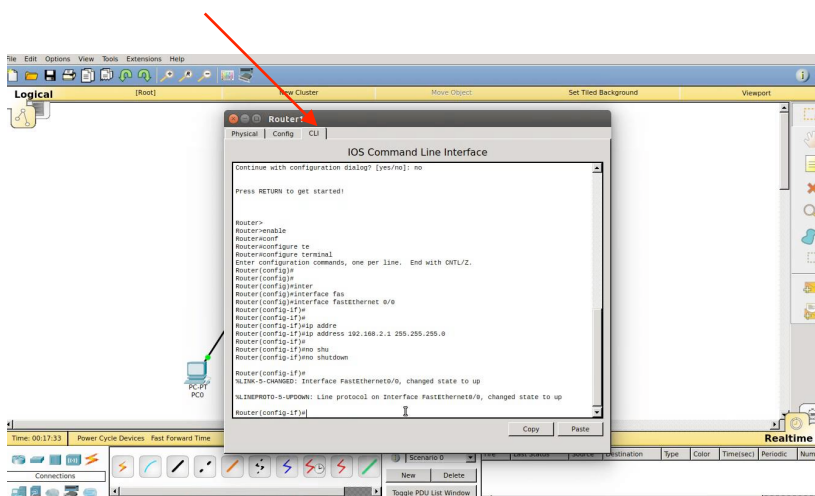 File Edit Options View Tools Extensions Help
Logical [Root] New Cluster Move Object Set Tiled Background Viewport
Physical Config CLI
IOS Command Line Interface
Continue with configuration dialog? [yes/no]: no
Press RETURN to get started!
Router>
Router>enable
Router#conf
Router#configure te
Router#configure terminal
Enter configuration commands, one per line. End with CNTL/Z.
Router(config)#
Router(config)#
Router(config)#inter
Router(config)#interface fas
Router(config)#interface fastEthernet 0/0
Router(config-if)#
Router(config-if)#
Router(config-if)#ip addre
Router(config-if)#ip address 192.168.2.1 255.255.255.0
Router(config-if)#
Router(config-if)#no shu
Router(config-if)#no shutdown
Router(config-if)#
%LINK-5-CHANGED: Interface FastEthernet0/0, changed state to up
%LINEPROTO-5-UPDOWN: Line protocol on Interface FastEthernet0/0, changed state to up
Router(config-if)#
Copy Paste
PC-PT
PC0
Time: 00:17:33 Power Cycle Devices Fast Forward Time Realtime
Scenario 0
Fire Last Status Source Destination Type Color Time(sec) Periodic Num
Connections
New Delete
Toggle PDU List Window